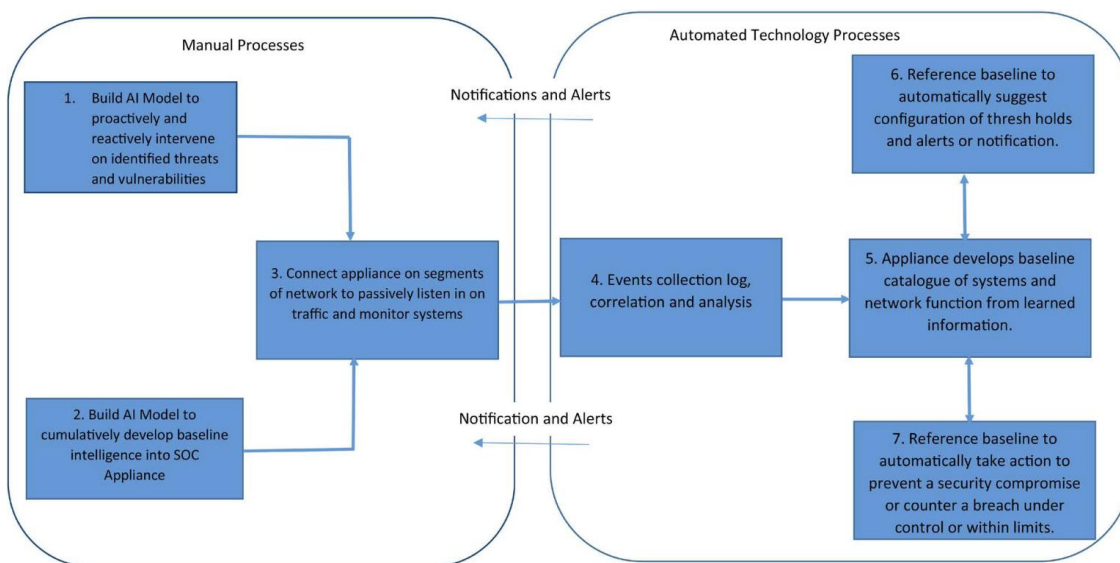 Manual Processes
1. Build AI Model to
proactively and
reactively intervene
on identified threats
and vulnerabilities
3. Connect appliance on segments
of network to passively listen in on
traffic and monitor systems
2. Build AI Model to
cumulatively develop baseline
intelligence into SOC
Appliance
Notifications and Alerts
Notification and Alerts
Automated Technology Processes
4. Events collection log,
correlation and analysis
6. Reference baseline to
automatically suggest
configuration of thresh holds
and alerts or notification.
5. Appliance develops baseline
catalogue of systems and
network function from learned
information.
7. Reference baseline to
automatically take action to
prevent a security compromise
or counter a breach under
control or within limits.